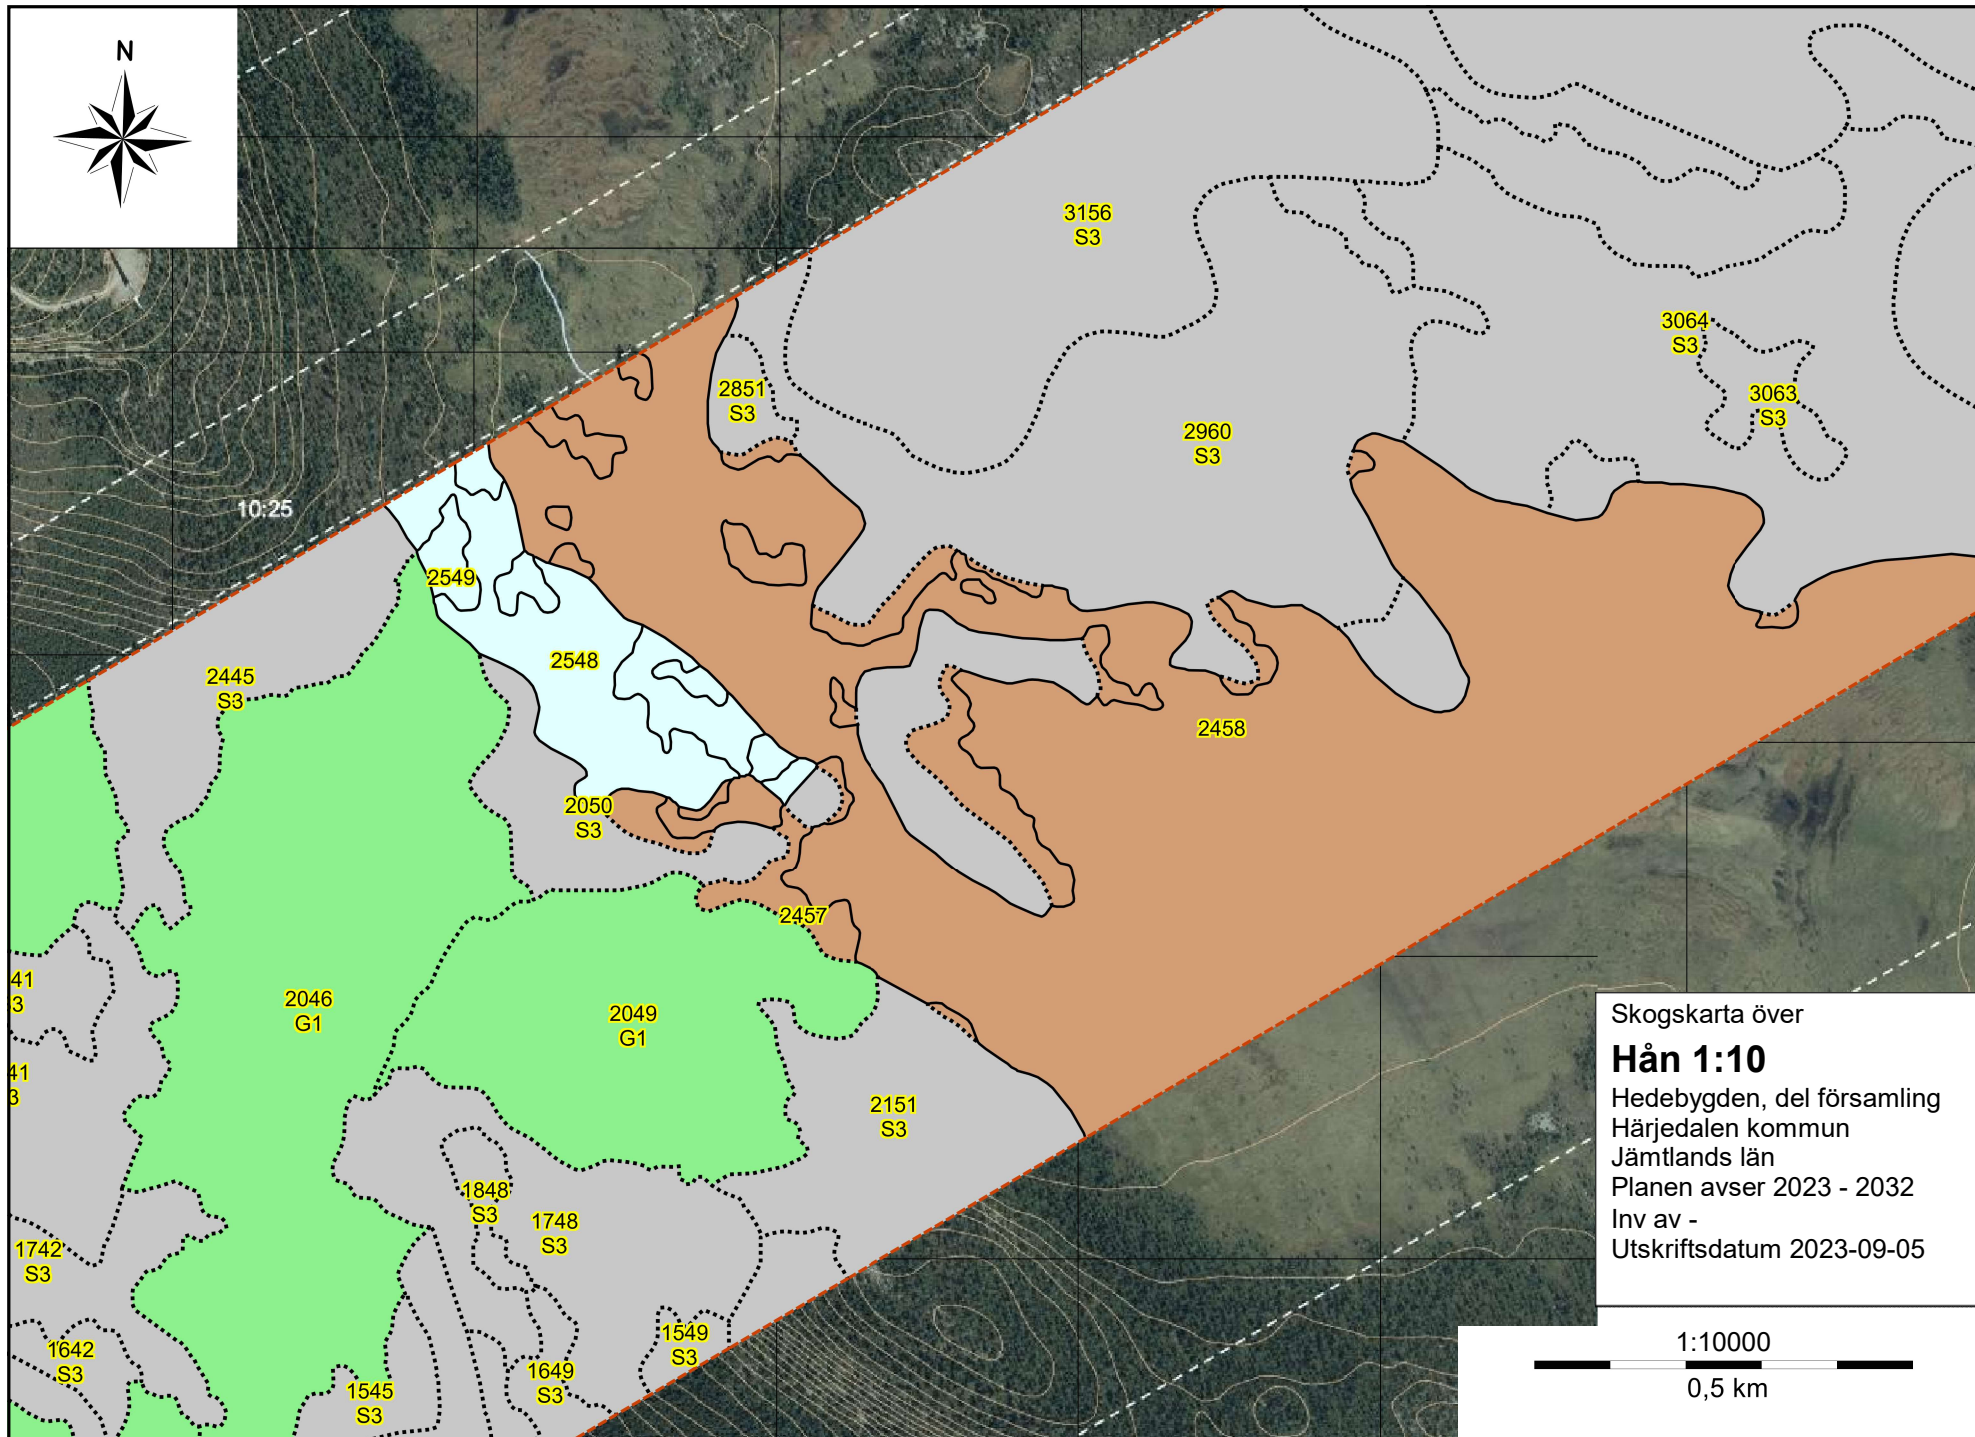 N
3156
S3
3064
S3
2851
S3
3063
S3
2960
S3
10:25
2549
2548
2445
S3
2458
2050
S3
2457
41
3
2046
G1
2049
G1
Skogskarta över
Hån 1:10
Hedebygden, del församling
Härjedalen kommun
Jämtlands län
Planen avser 2023 - 2032
Inv av -
Utskriftsdatum 2023-09-05
41
3
2151
S3
1848
S3
1748
S3
1742
S3
1549
S3
1642
S3
1649
S3
1545
S3
1:10000
0,5 km